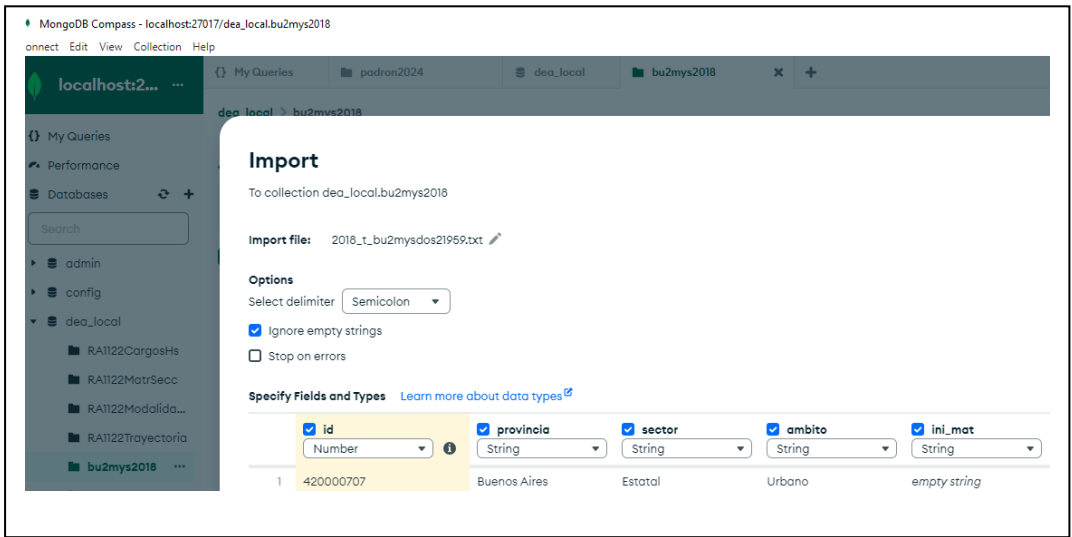 MongoDB Compass - localhost:27017/dea_local.bu2mys2018
onnect Edit View Collection Help
localhost:2... ...
{} My Queries padron2024 dea_local bu2mys2018 × +
dea_local > bu2mys2018
{} My Queries
Performance
Databases
Search
admin
config
dea_local
RA1122CargosHs
RA1122MatrSecc
RA1122Modalida...
RA1122Trayectoria
bu2mys2018 ...
Import
To collection dea_local.bu2mys2018
Import file: 2018_t_bu2mysdos21959.txt
Options
Select delimiter Semicolon
Ignore empty strings
Stop on errors
Specify Fields and Types Learn more about data types
id provincia sector ambito ini_mat
Number String String String String
1 420000707 Buenos Aires Estatal Urbano empty string